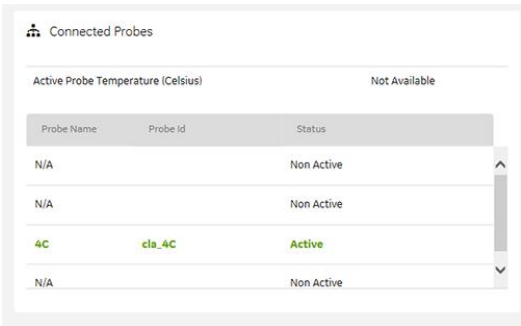 Connected Probes
Active Probe Temperature (Celsius) Not Available
Probe Name Probe Id Status
N/A Non Active
N/A Non Active
4C cla_4C Active
N/A Non Active